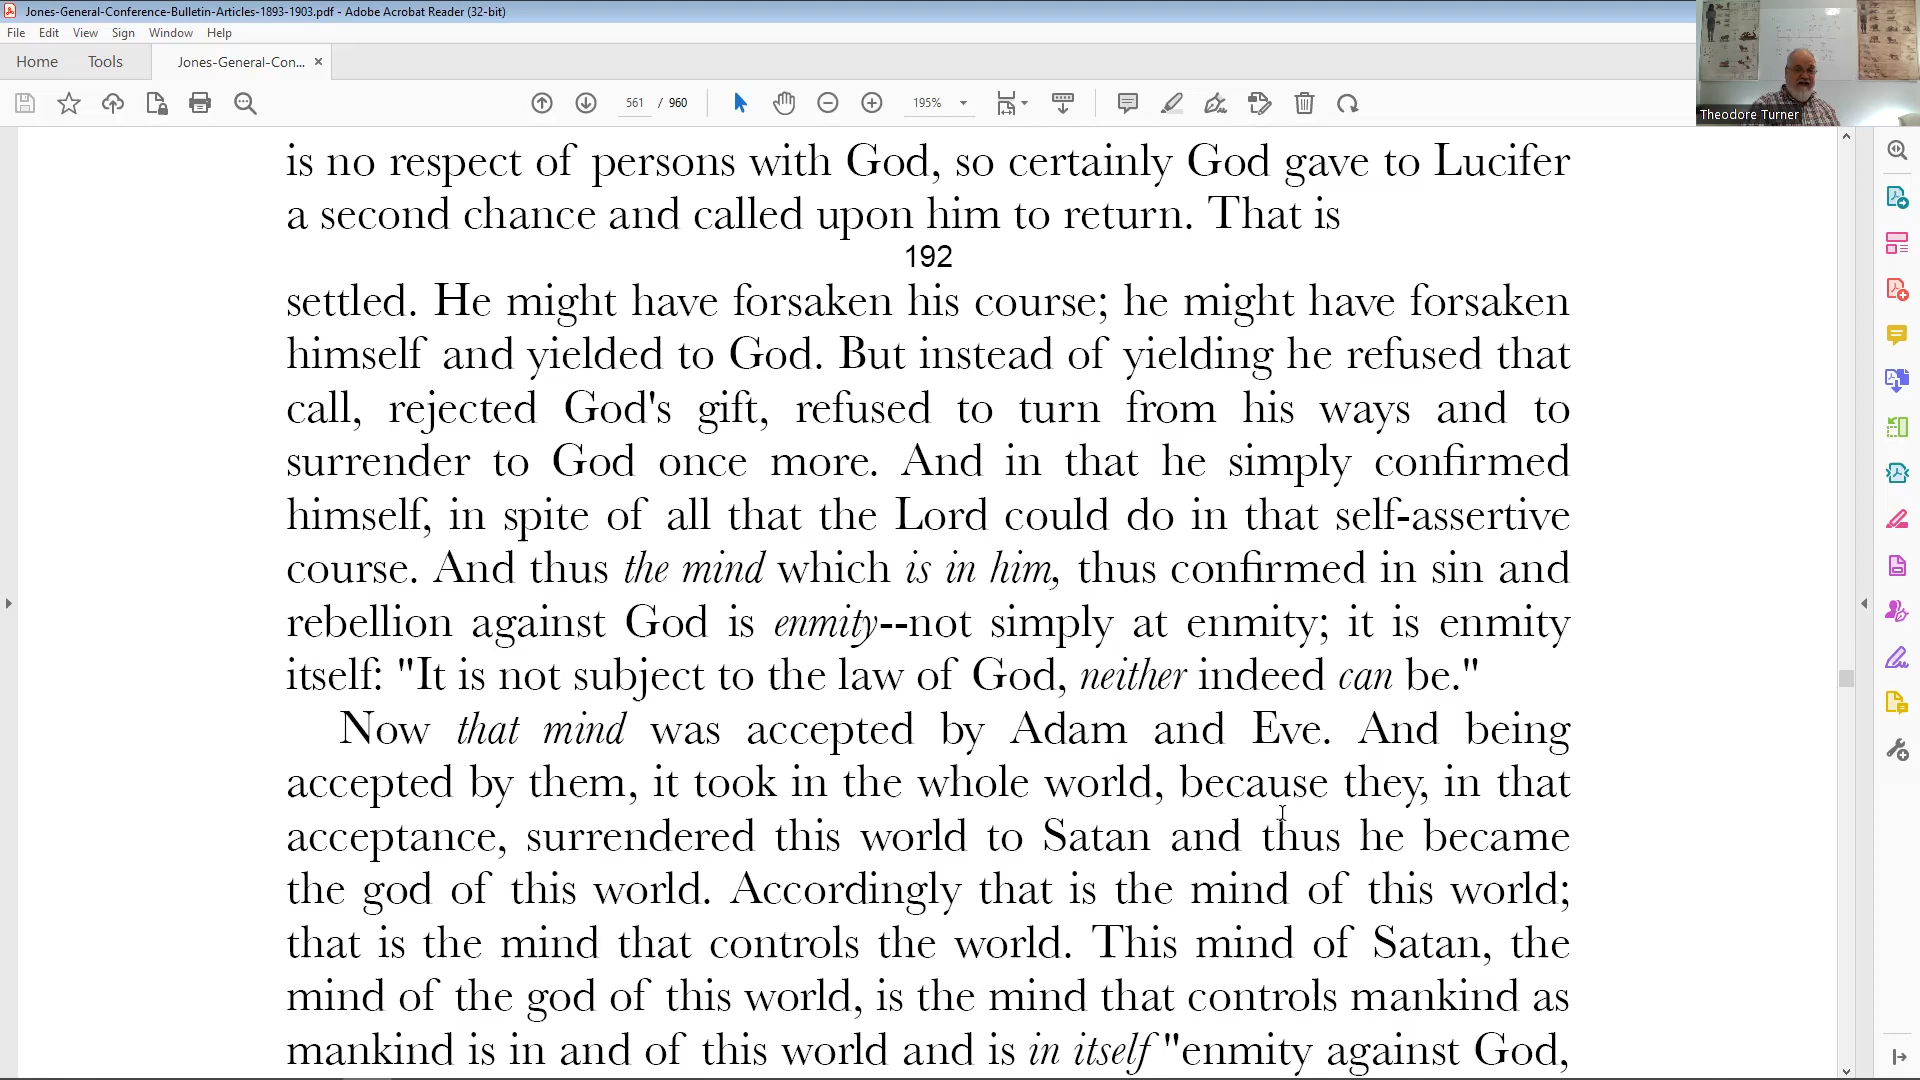 Jones-General-Conference-Bulletin-Articles-1893-1903.pdf - Adobe Acrobat Reader (32-bit)
File Edit View Sign Window Help
Home Tools Jones-General-Con... ×
561 / 960 195%
Theodore Turner
is no respect of persons with God, so certainly God gave to Lucifer
a second chance and called upon him to return. That is
192
settled. He might have forsaken his course; he might have forsaken
himself and yielded to God. But instead of yielding he refused that
call, rejected God's gift, refused to turn from his ways and to
surrender to God once more. And in that he simply confirmed
himself, in spite of all that the Lord could do in that self-assertive
course. And thus the mind which is in him, thus confirmed in sin and
rebellion against God is enmity--not simply at enmity; it is enmity
itself: "It is not subject to the law of God, neither indeed can be."
Now that mind was accepted by Adam and Eve. And being
accepted by them, it took in the whole world, because they, in that
acceptance, surrendered this world to Satan and thus he became
the god of this world. Accordingly that is the mind of this world;
that is the mind that controls the world. This mind of Satan, the
mind of the god of this world, is the mind that controls mankind as
mankind is in and of this world and is in itself "enmity against God,